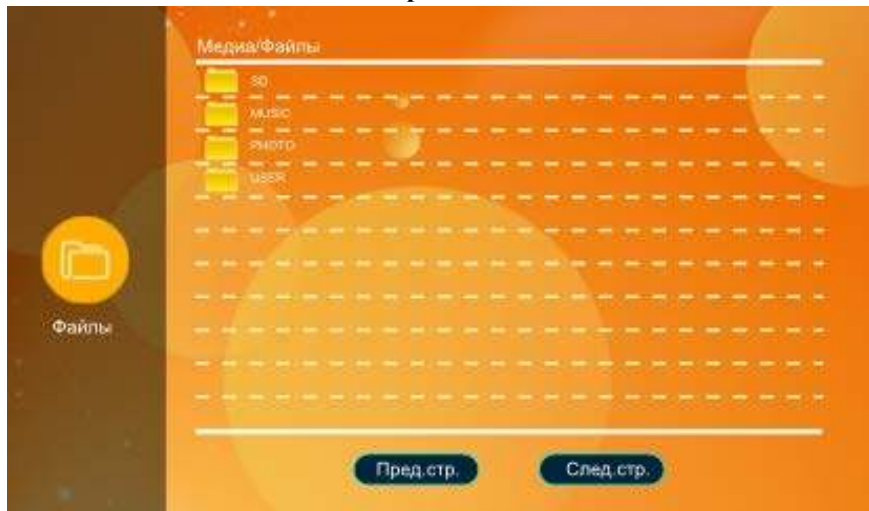 Медиа/Файлы
SD
MUSIC
PHOTO
USER
Файлы
Пред.стр.
След.стр.